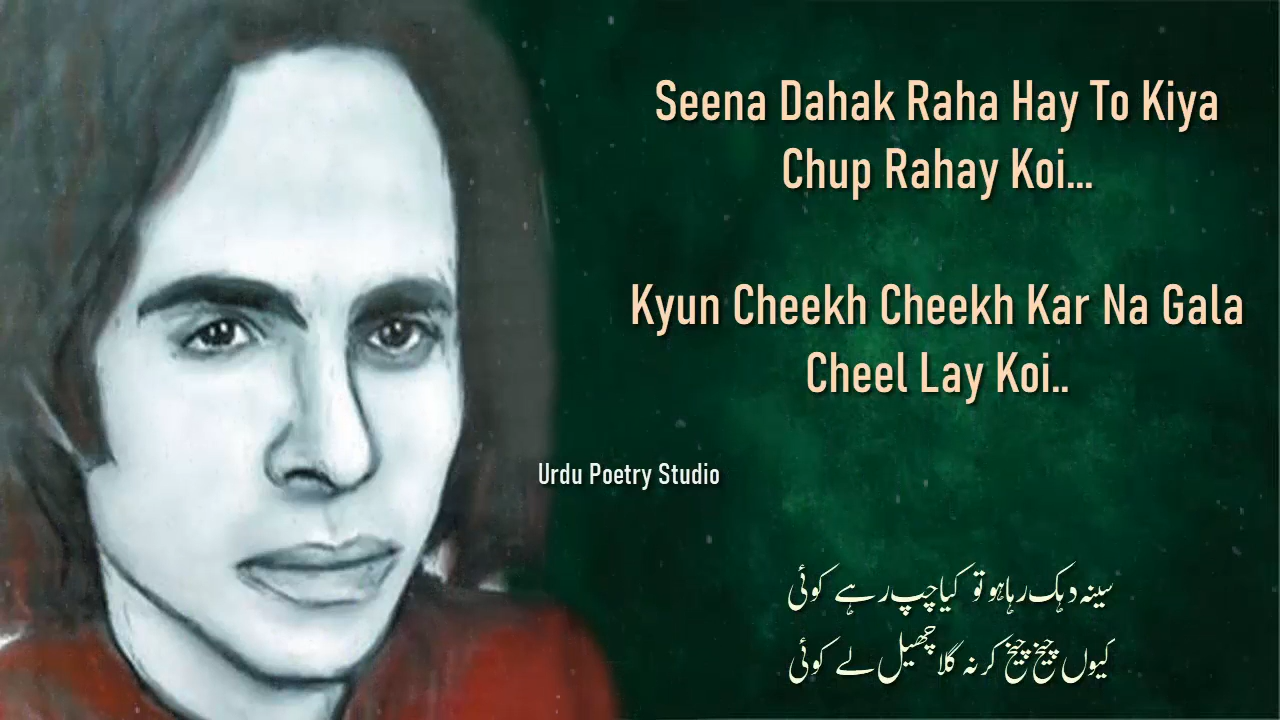 Seena Dahak Raha Hay To Kiya
Chup Rahay Koi...
Kyun Cheekh Cheekh Kar Na Gala
Cheel Lay Koi..
Urdu Poetry Studio
سینہ دہک رہا ہو تو کیا چپ رہے کوئی
کیوں چیخ چیخ کر نہ گلا چھیل لے کوئی